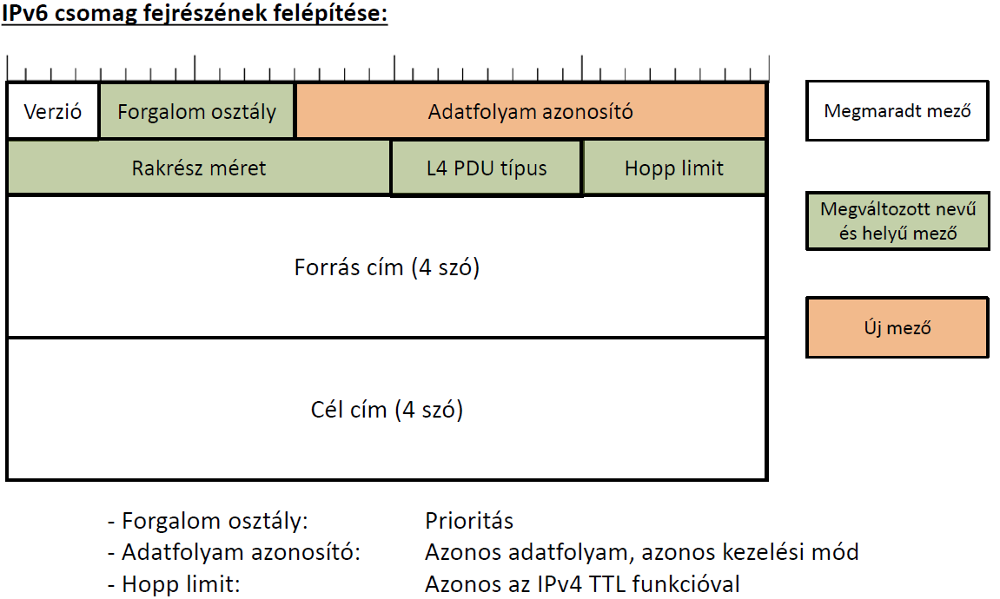 IPv6 csomag fejrészének felépítése:
Verzió
Forgalom osztály
Adatfolyam azonosító
Rakrész méret
L4 PDU típus
Hopp limit
Forrás cím (4 szó)
Cél cím (4 szó)
Megmaradt mező
Megváltozott nevű
és helyű mező
Új mező
- Forgalom osztály: Prioritás
- Adatfolyam azonosító: Azonos adatfolyam, azonos kezelési mód
- Hopp limit: Azonos az IPv4 TTL funkcióval